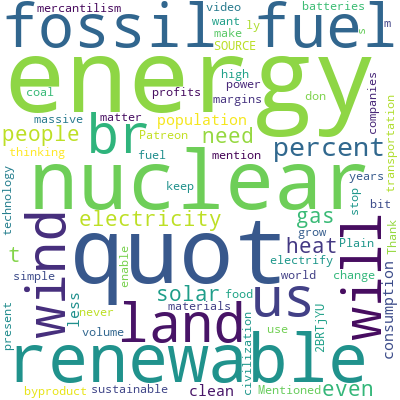 mercantilism video batteries
fossil fuel
want ly s m
make SOURCE
energy
coal profits high power don companies
massive matter margins transportation
people br population need percent
thinking Patreon mention
fuel keep stop years
nuclear
technology bit
wind electricity gas will Thank
t quot heat Plain
enable grow electrify
simple world change
solar food us consumption
present less land materials civilization use 2BRTjYU
never volume
renewable
byproduct sustainable clean Mentioned even